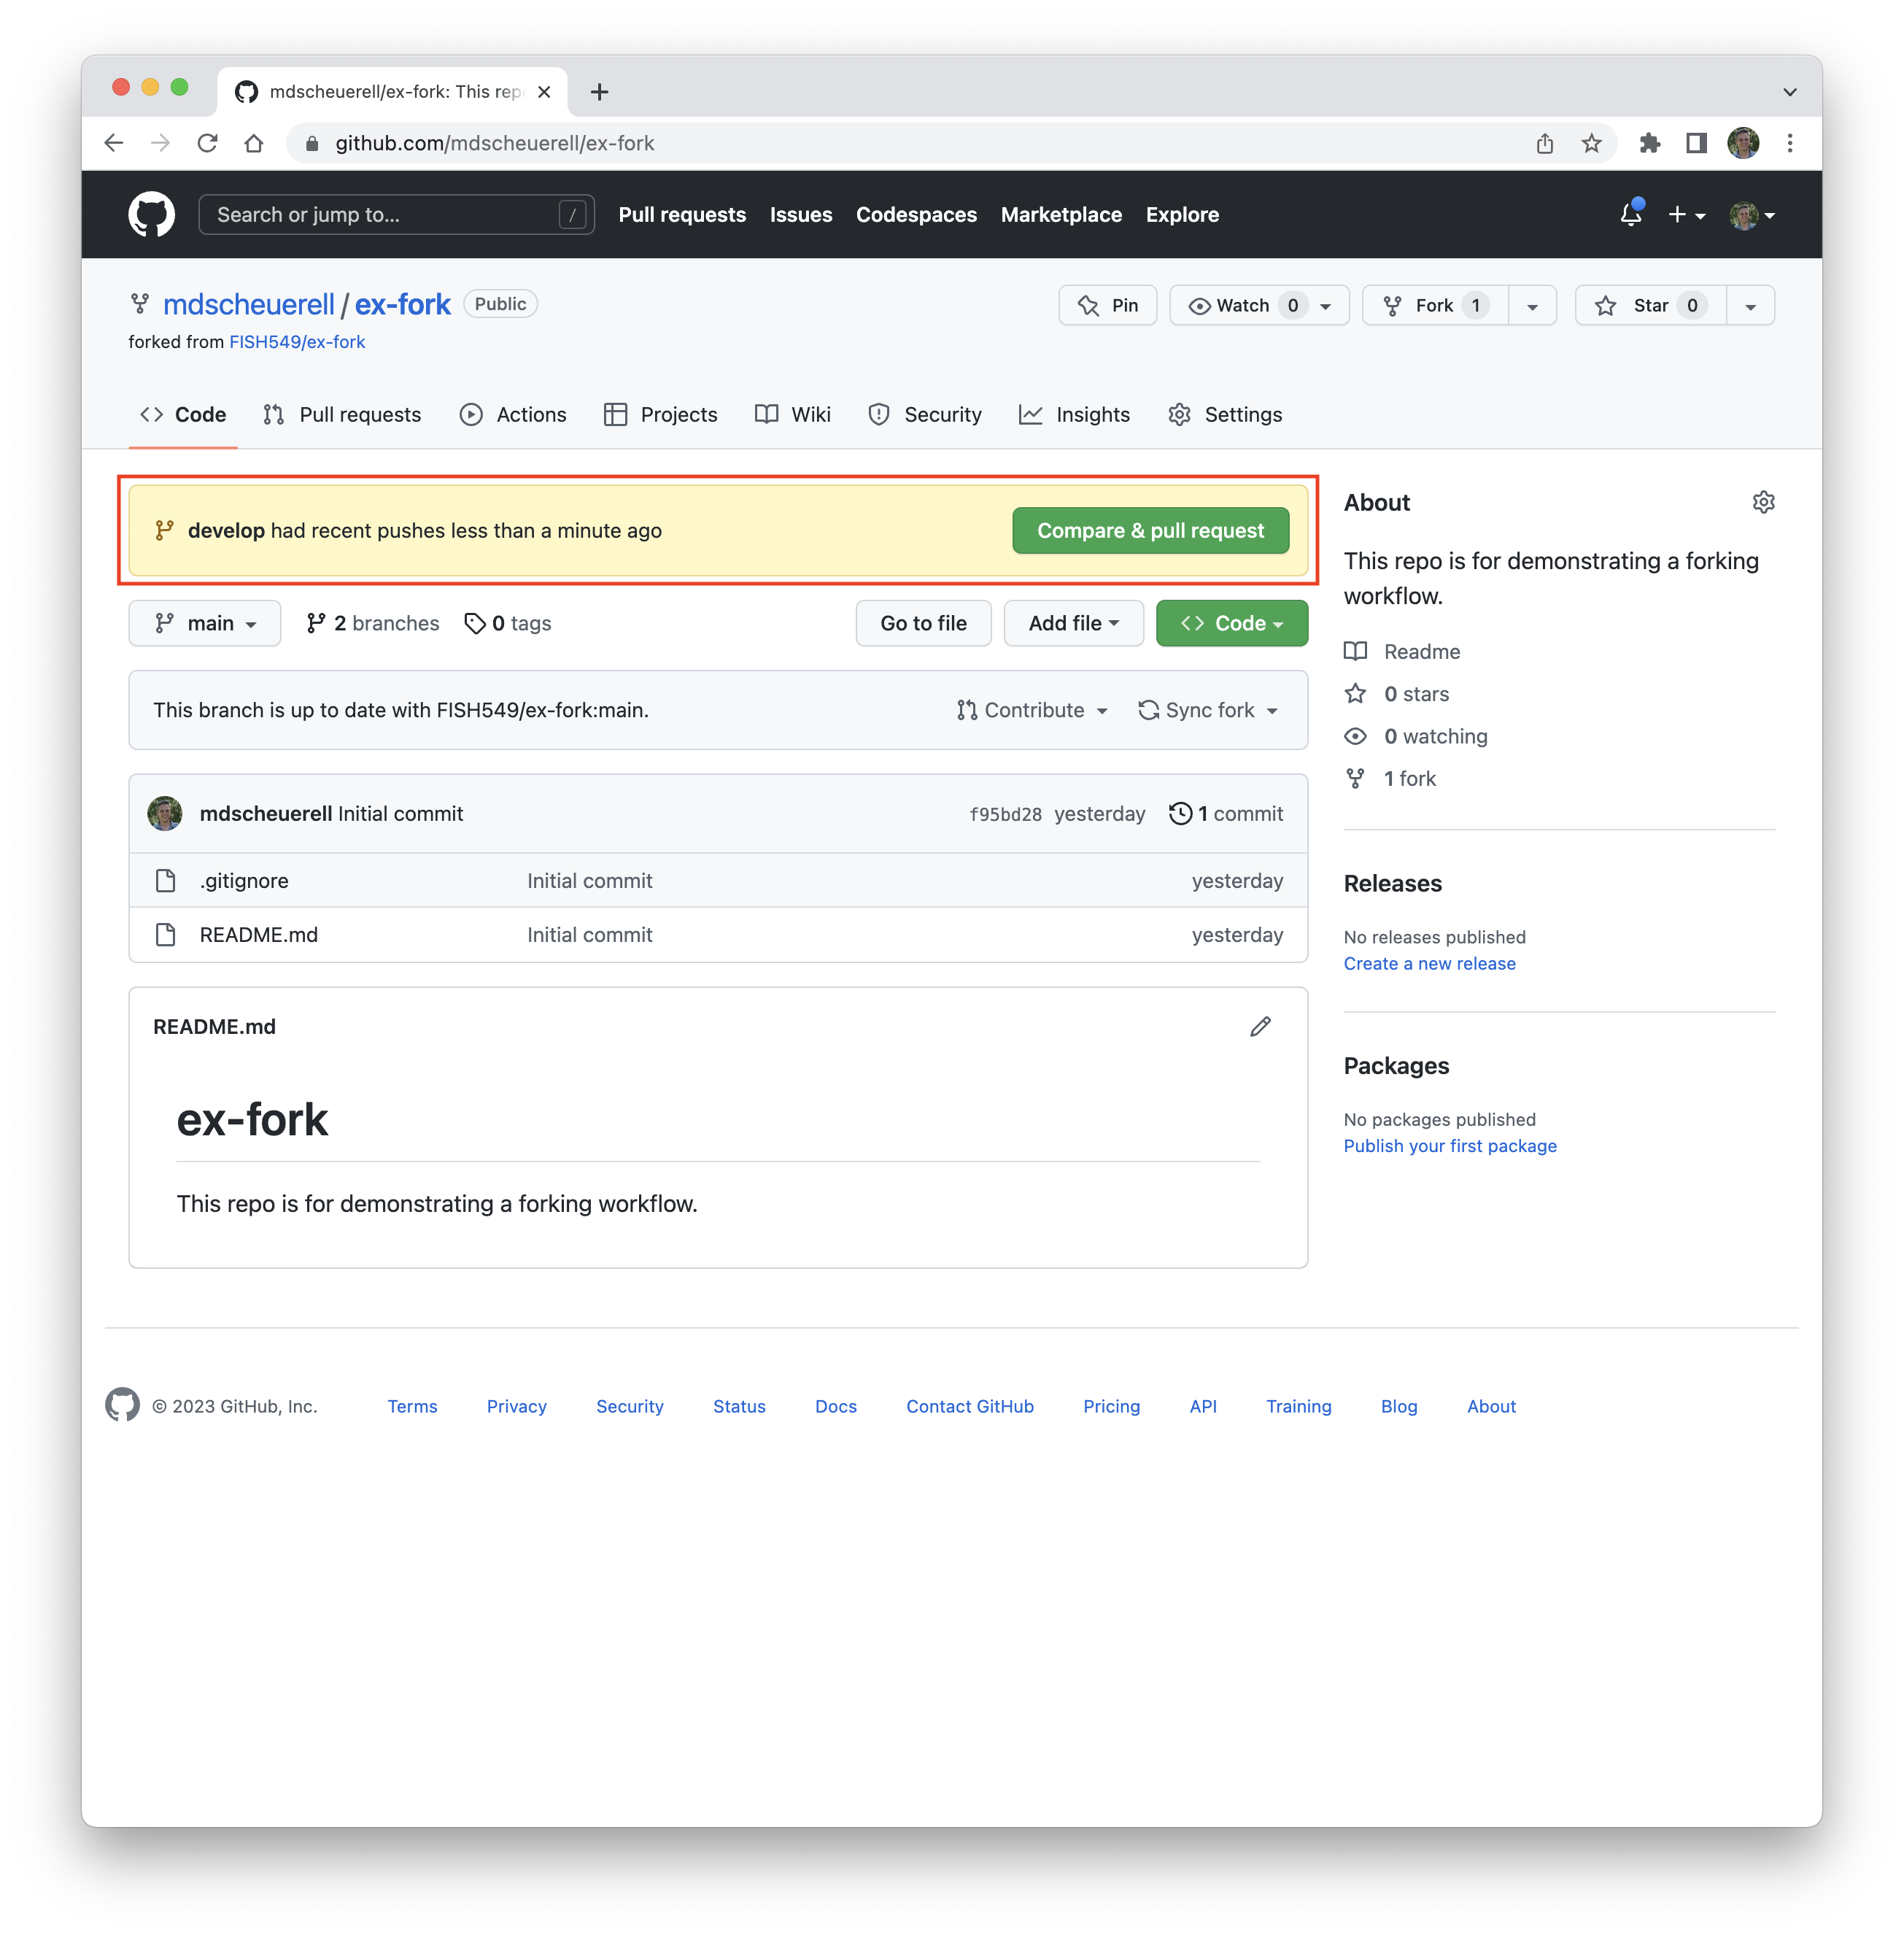 mdscheuerell/ex-fork: This rep
github.com/mdscheuerell/ex-fork
Search or jump to... / Pull requests Issues Codespaces Marketplace Explore
mdscheuerell / ex-fork Public Pin Watch 0 Fork 1 Star 0
forked from FISH549/ex-fork
Code Pull requests Actions Projects Wiki Security Insights Settings
develop had recent pushes less than a minute ago Compare & pull request
main 2 branches 0 tags Go to file Add file Code
This branch is up to date with FISH549/ex-fork:main. Contribute Sync fork
mdscheuerell Initial commit f95bd28 yesterday 1 commit
.gitignore Initial commit yesterday
README.md Initial commit yesterday
README.md
ex-fork
This repo is for demonstrating a forking workflow.
About
This repo is for demonstrating a forking
workflow.
Readme
0 stars
0 watching
1 fork
Releases
No releases published
Create a new release
Packages
No packages published
Publish your first package
© 2023 GitHub, Inc. Terms Privacy Security Status Docs Contact GitHub Pricing API Training Blog About